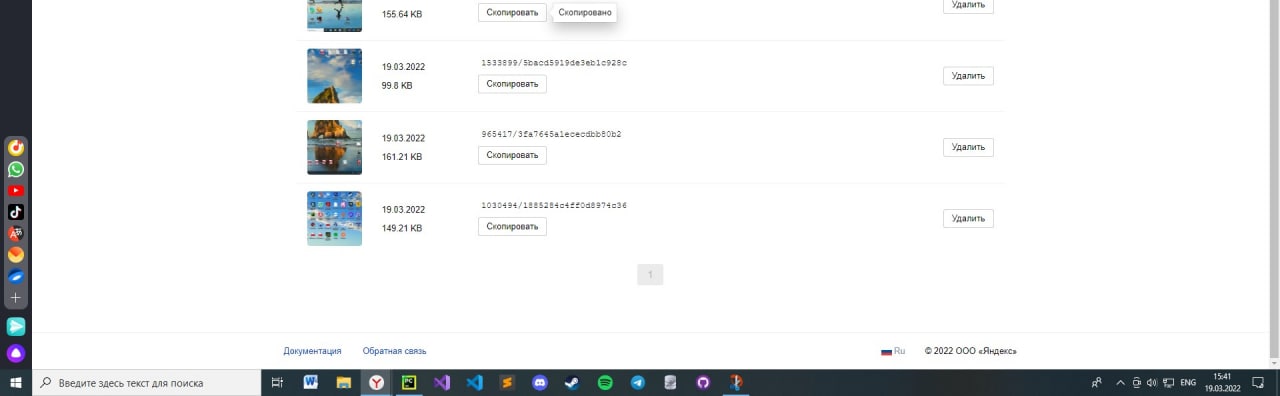 155.64 KB
Скопировать
Скопировано
Удалить
19.03.2022
1533899/5bacd5919de3eb1c928c
99.8 KB
Скопировать
Удалить
19.03.2022
965417/3fa7645a1ececdbb80b2
161.21 KB
Скопировать
Удалить
19.03.2022
1030494/1885284c4ff0d8974c36
149.21 KB
Скопировать
Удалить
1
Документация
Обратная связь
Ru
© 2022 ООО «Яндекс»
Введите здесь текст для поиска
ENG
15:41
19.03.2022